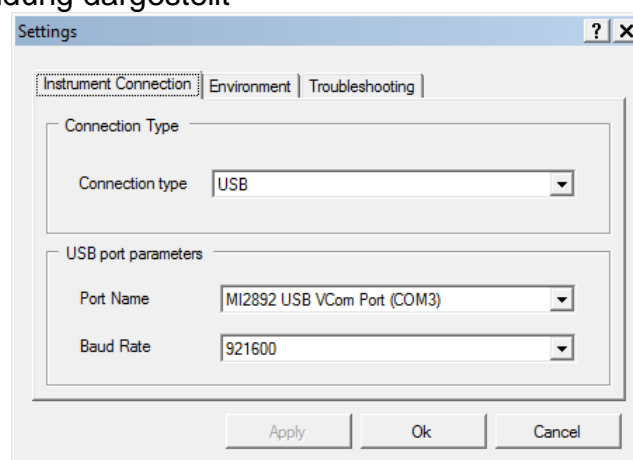 dargestellt
Settings
?
X
Instrument Connection
Environment
Troubleshooting
Connection Type
Connection type
USB
USB port parameters
Port Name
MI2892 USB VCom Port (COM3)
Baud Rate
921600
Apply
Ok
Cancel